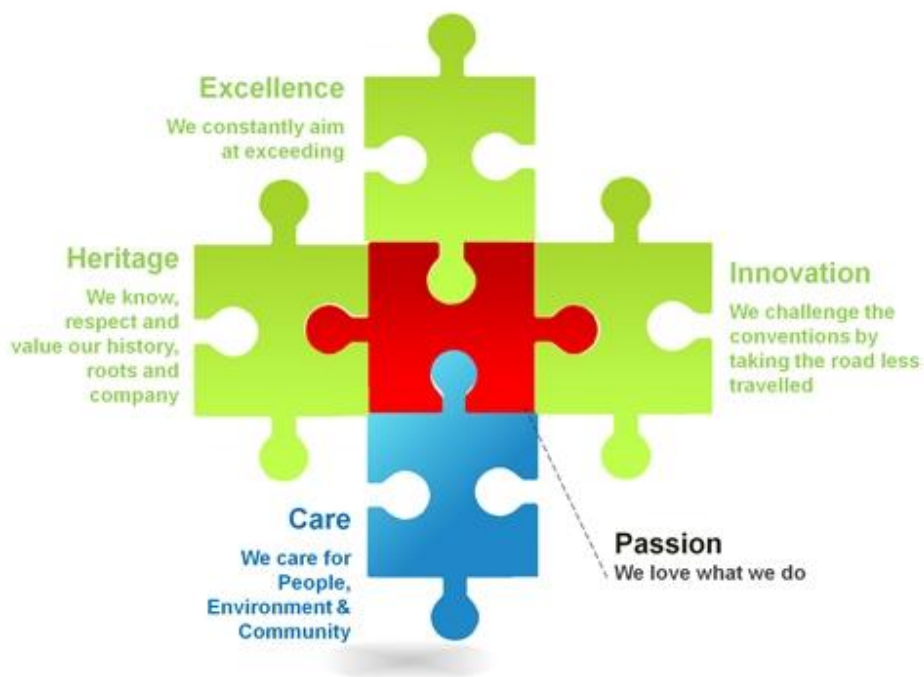 Excellence
We constantly aim
at exceeding
Heritage
We know,
respect and
value our history,
roots and
company
Innovation
We challenge the
conventions by
taking the road less
travelled
Care
We care for
People,
Environment &
Community
Passion
We love what we do